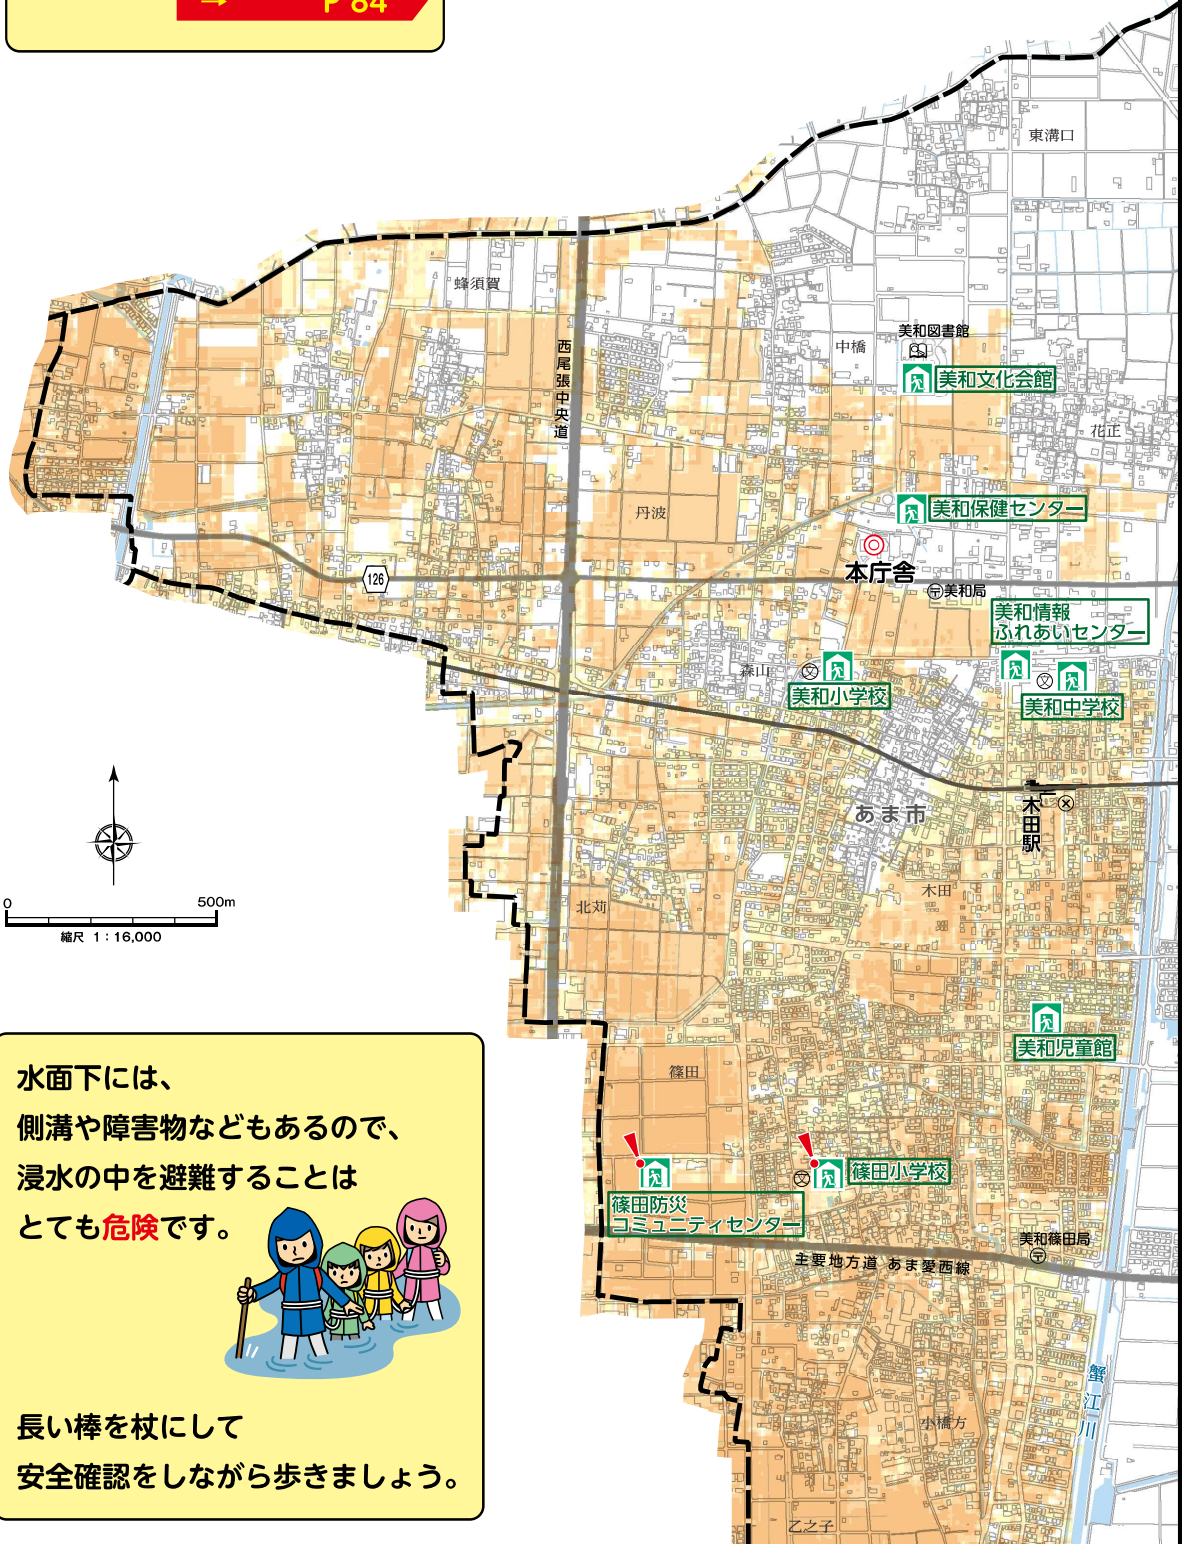 → P 84
東溝口
蜂須賀
西尾張中央道
美和図書館
中橋
美和文化会館
花正
丹波
美和保健センター
本庁舎
126
美和局
美和情報
ふれあいセンター
森山
文
美和小学校
文
美和中学校
あま市
木田駅
木田
0 500m
縮尺 1：16,000
北苅
美和児童館
水面下には、
側溝や障害物などもあるので、
浸水の中を避難することは
とても危険です。
長い棒を杖にして
安全確認をしながら歩きましょう。
篠田
文
篠田小学校
篠田防災
コミュニティセンター
美和篠田局
主要地方道 あま愛西線
蟹江川
小橋方
乙之子